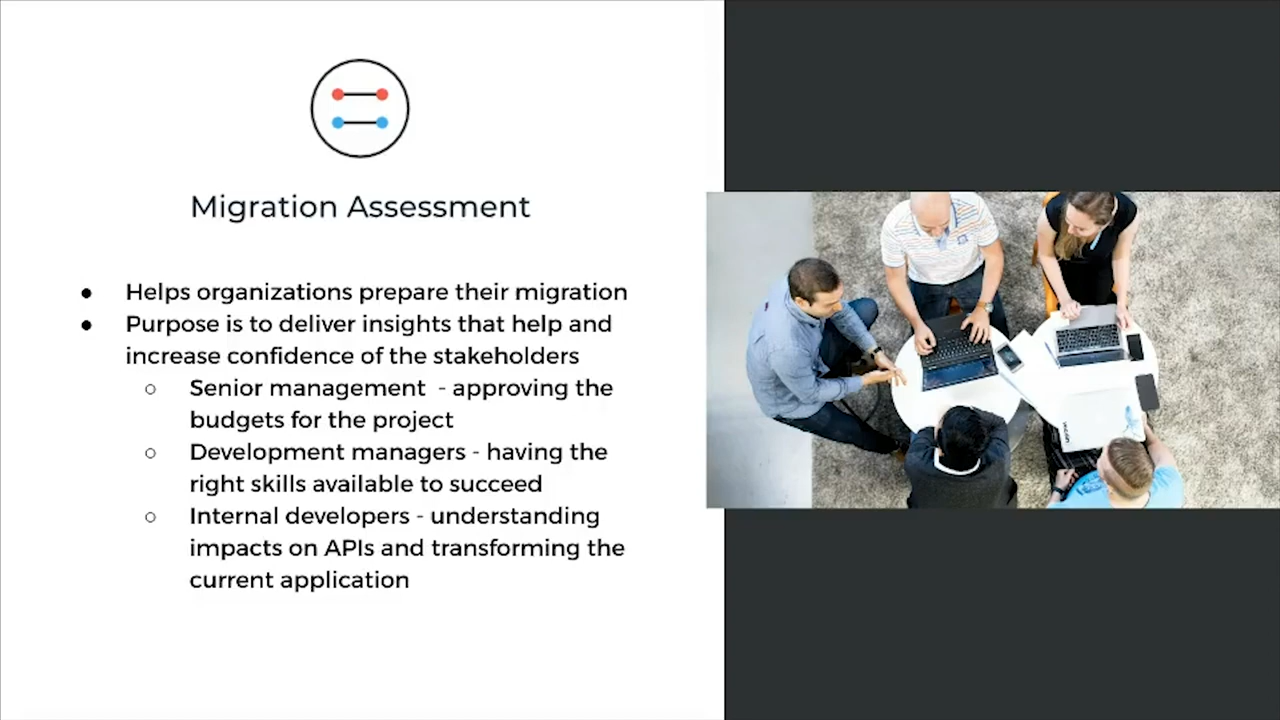 Migration Assessment
● Helps organizations prepare their migration
● Purpose is to deliver insights that help and
increase confidence of the stakeholders
○ Senior management - approving the
budgets for the project
○ Development managers - having the
right skills available to succeed
○ Internal developers - understanding
impacts on APIs and transforming the
current application